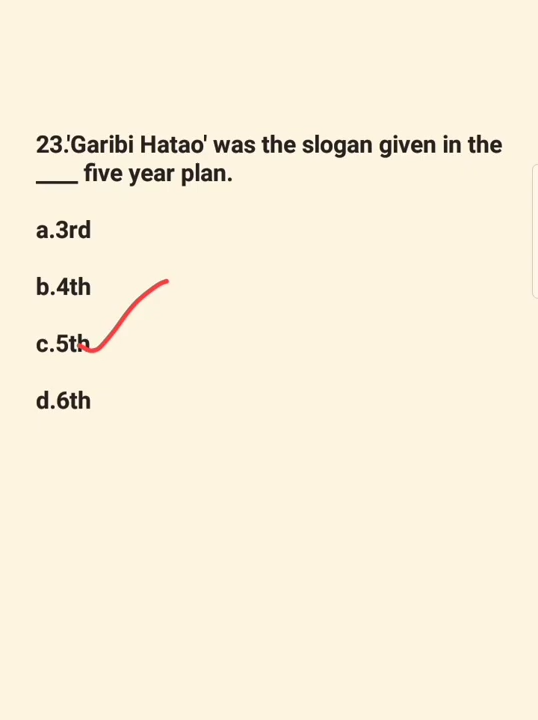 23.'Garibi Hatao' was the slogan given in the
____ five year plan.
a.3rd
b.4th
c.5th
d.6th